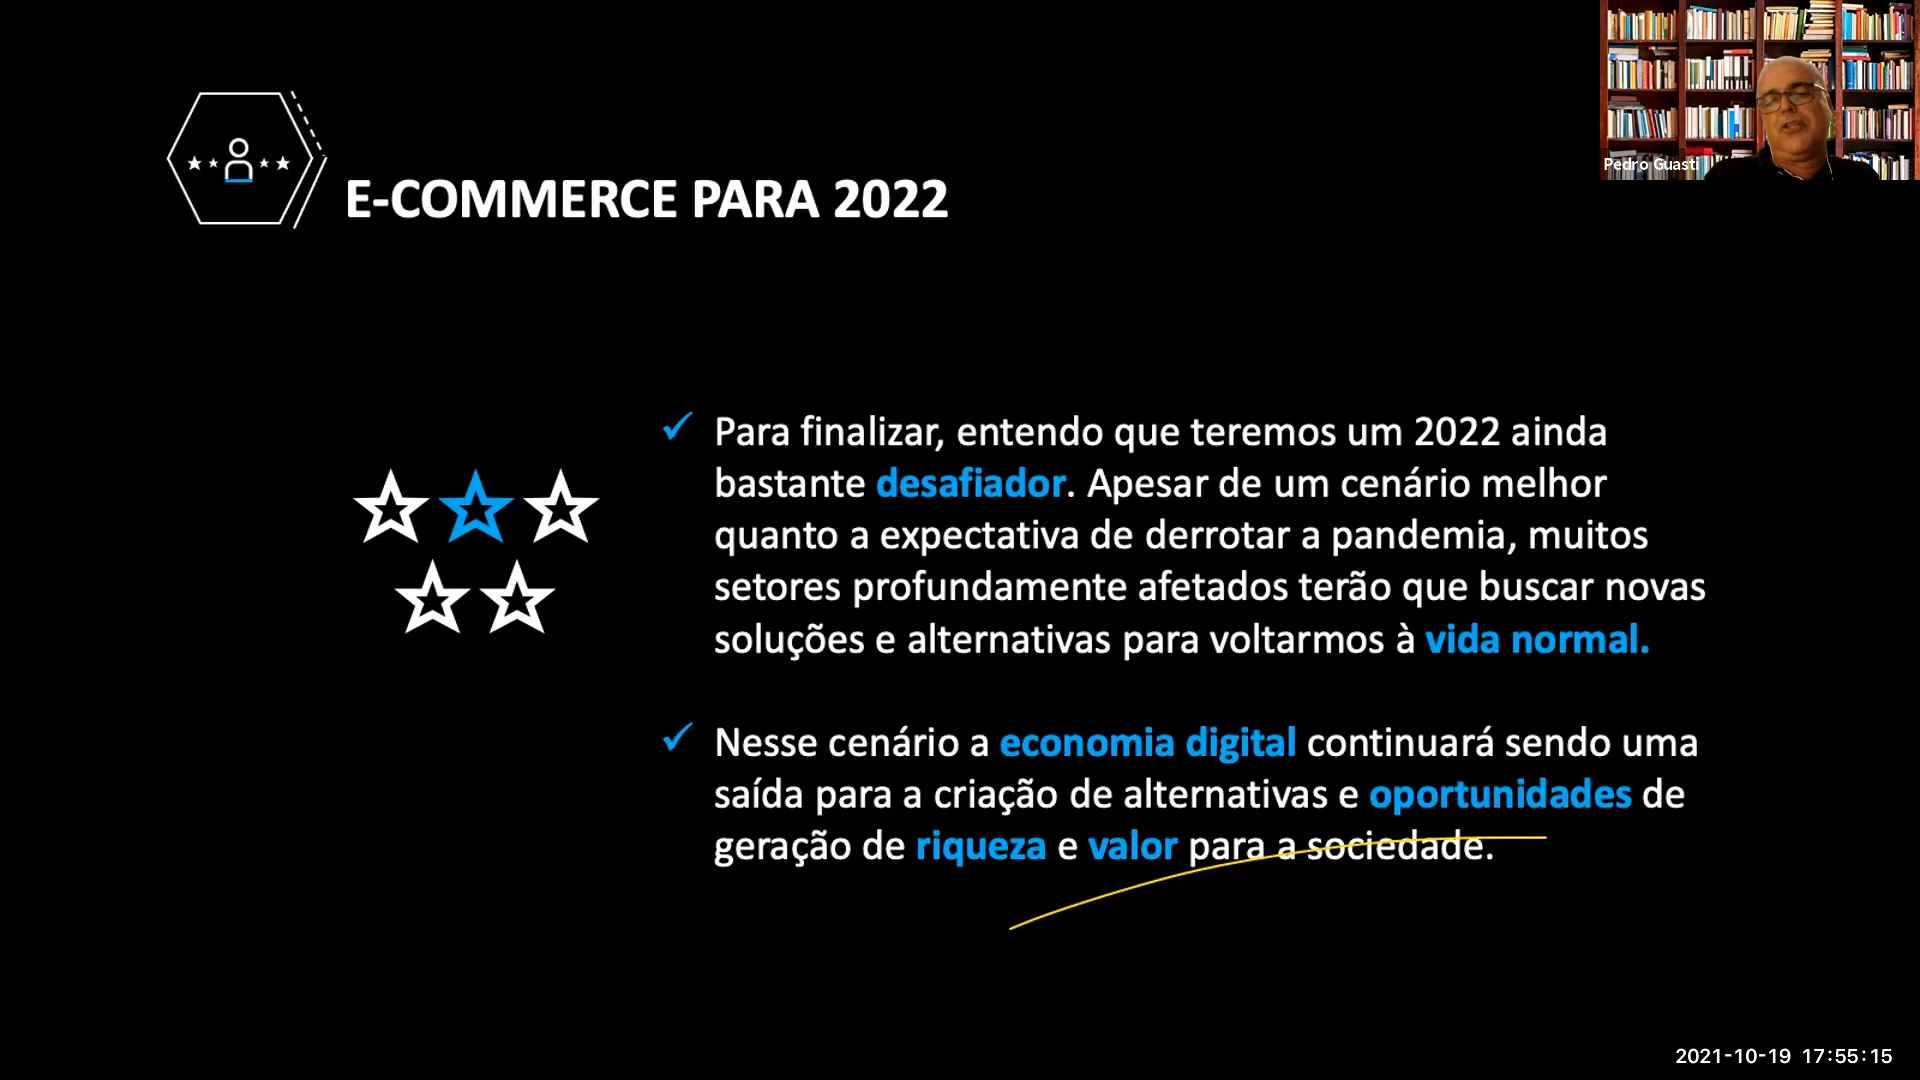 Pedro Guasti
E-COMMERCE PARA 2022
✓ Para finalizar, entendo que teremos um 2022 ainda
bastante desafiador. Apesar de um cenário melhor
quanto a expectativa de derrotar a pandemia, muitos
setores profundamente afetados terão que buscar novas
soluções e alternativas para voltarmos à vida normal.
✓ Nesse cenário a economia digital continuará sendo uma
saída para a criação de alternativas e oportunidades de
geração de riqueza e valor para a sociedade.
2021-10-19 17:55:15